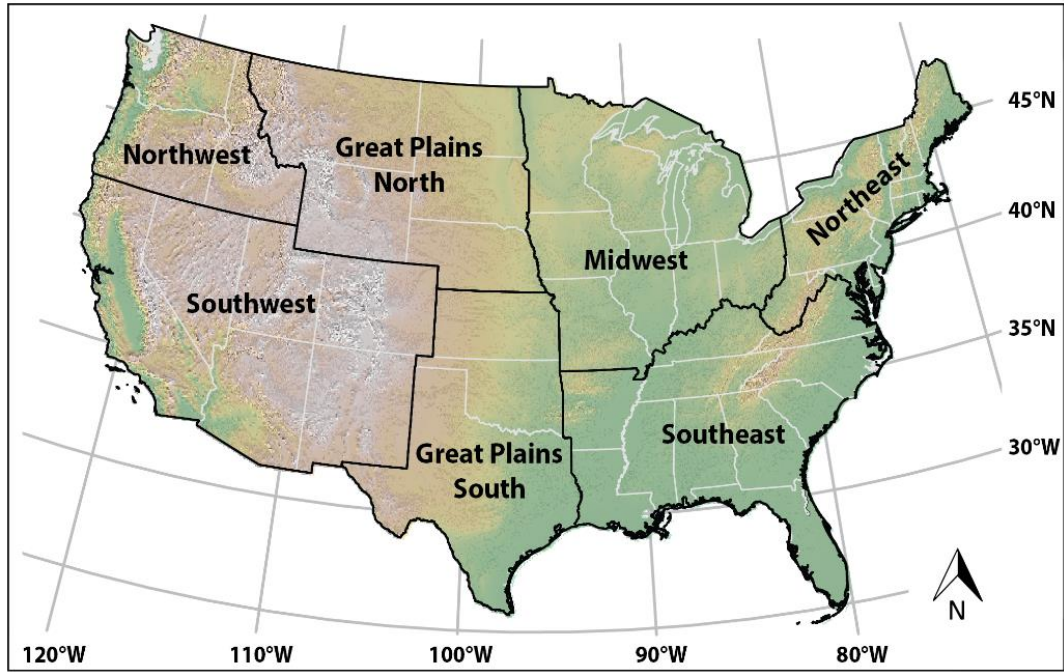 45°N
Northwest
Great Plains
North
Northeast
40°N
Midwest
Southwest
35°N
Southeast
30°N
Great Plains
South
N
120°W
110°W
100°W
90°W
80°W